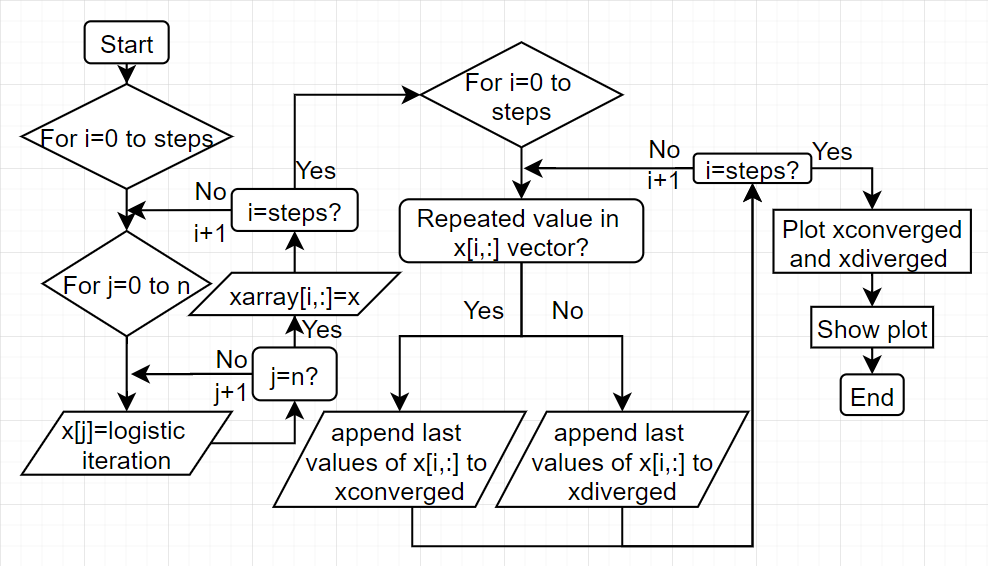 Start
For i=0 to steps
No
i+1
i=steps?
Yes
For j=0 to n
xarray[i,:]=x
Yes
No
j+1
j=n?
x[j]=logistic
iteration
For i=0 to
steps
Repeated value in
x[i,:] vector?
Yes
No
append last
values of x[i,:] to
xconverged
append last
values of x[i,:] to
xdiverged
No
i+1
i=steps?
Yes
Plot xconverged
and xdiverged
Show plot
End